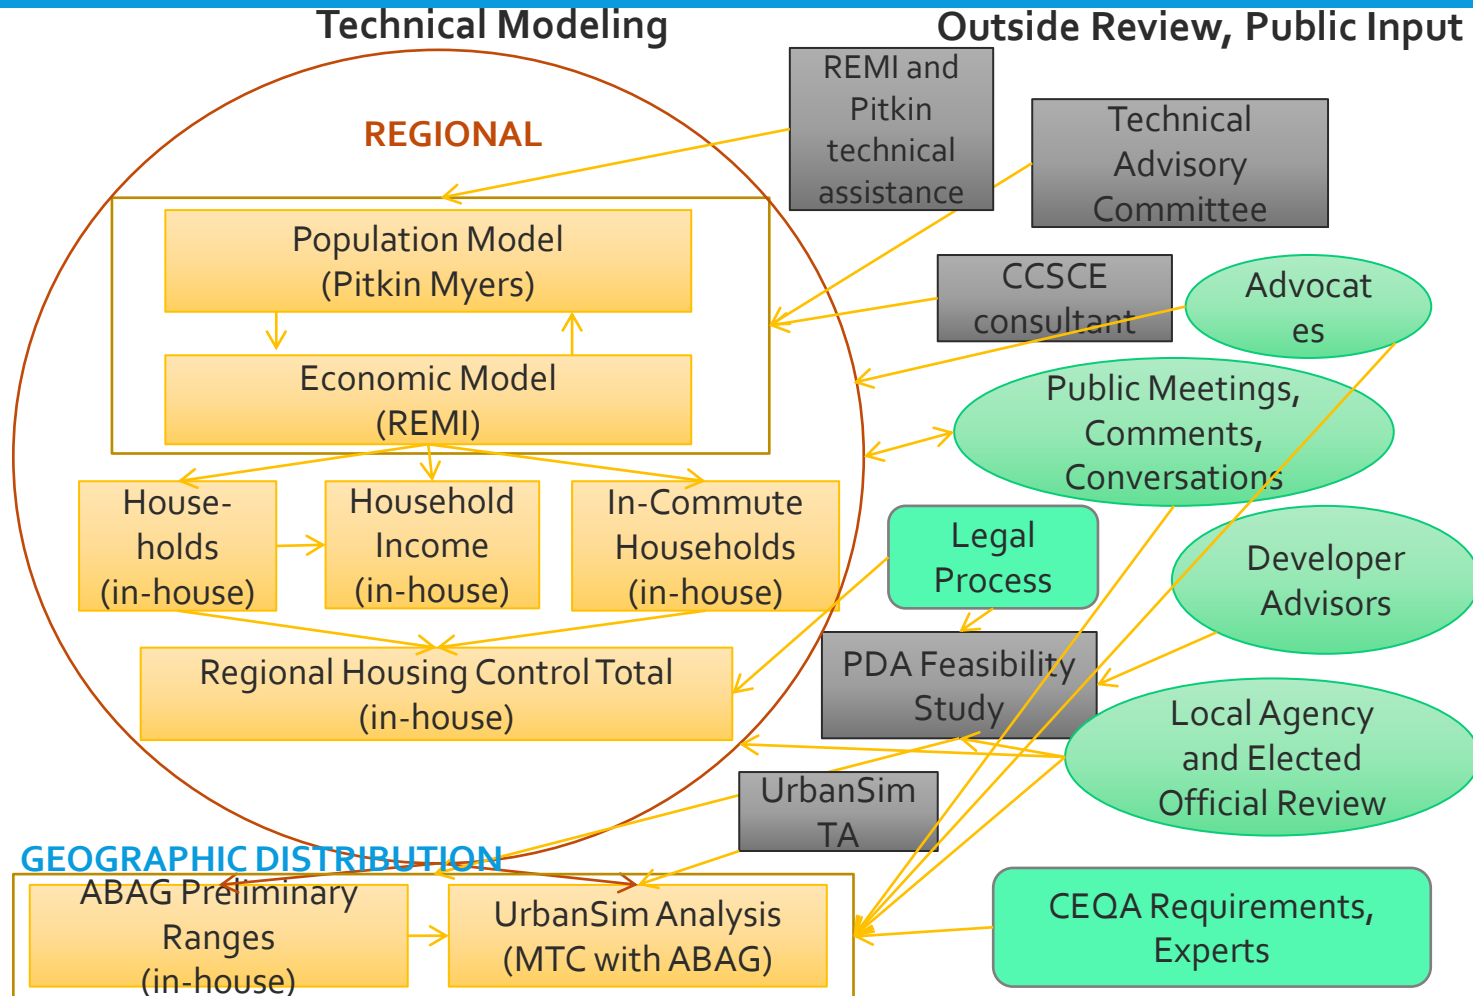 Technical Modeling
Outside Review, Public Input
REGIONAL
Population Model
(Pitkin Myers)
Economic Model
(REMI)
House-
holds
(in-house)
Household
Income
(in-house)
In-Commute
Households
(in-house)
Regional Housing Control Total
(in-house)
REMI and
Pitkin
technical
assistance
Technical
Advisory
Committee
CCSCE
consultant
Advocat
es
Public Meetings,
Comments,
Conversations
Legal
Process
Developer
Advisors
PDA Feasibility
Study
Local Agency
and Elected
Official Review
UrbanSim
TA
GEOGRAPHIC DISTRIBUTION
ABAG Preliminary
Ranges
(in-house)
UrbanSim Analysis
(MTC with ABAG)
CEQA Requirements,
Experts